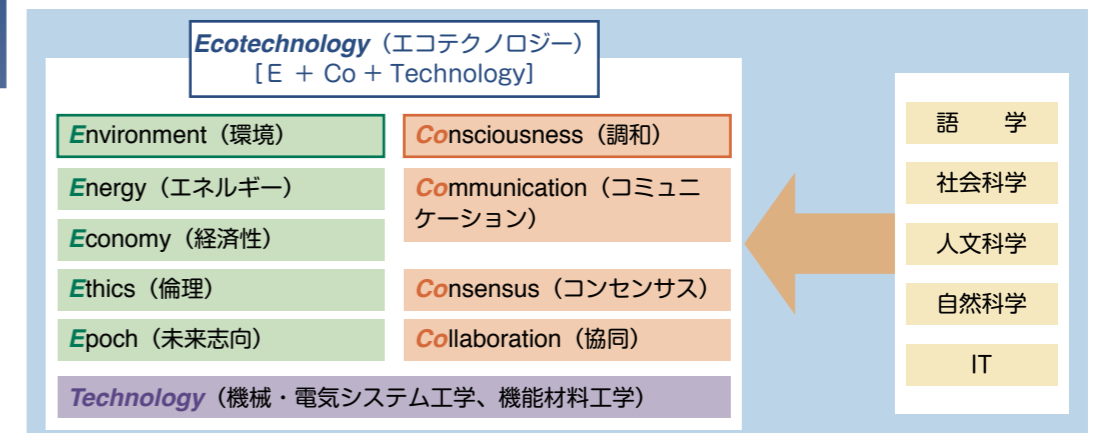 Ecotechnology（エコテクノロジー）
[E + Co + Technology]
Environment（環境）
Energy（エネルギー）
Economy（経済性）
Ethics（倫理）
Epoch（未来志向）
Consciousness（調和）
Communication（コミュニ
ケーション）
Consensus（コンセンサス）
Collaboration（協同）
Technology（機械・電気システム工学、機能材料工学）
語　学
社会科学
人文科学
自然科学
IT